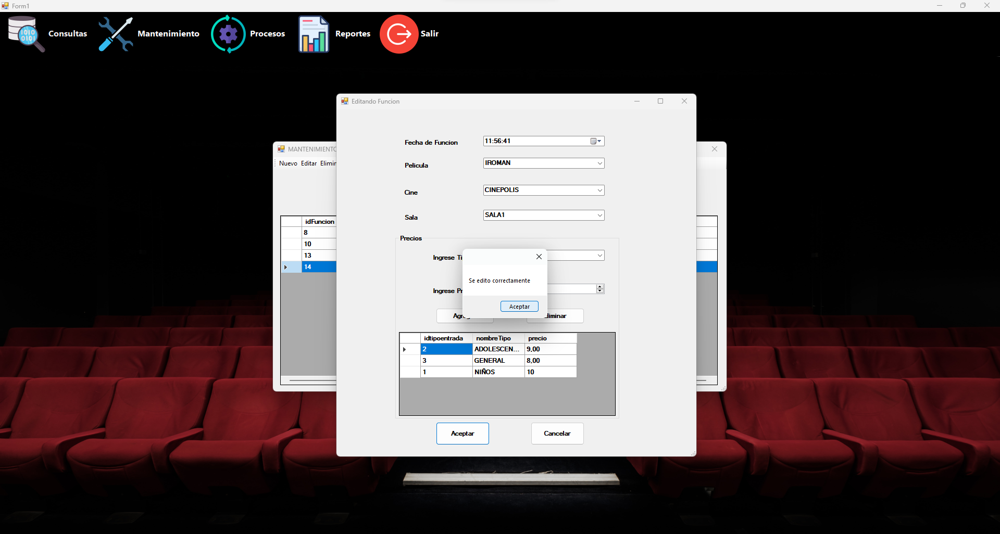 Form1
Consultas Mantenimiento Procesos Reportes Salir
Editando Funcion
Fecha de Funcion 11:56:41
Pelicula IROMAN
Cine CINEPOLIS
Sala SALA1
Precios
Ingrese Ti
Ingrese Pr
Se edito correctamente
Aceptar
Agre
liminar
idtipoentrada nombreTipo precio
2 ADOLESCEN... 9,00
3 GENERAL 8,00
1 NIÑOS 10
Aceptar Cancelar
MANTENIMIENTO
Nuevo Editar Elimin
idFuncion
8
10
13
14